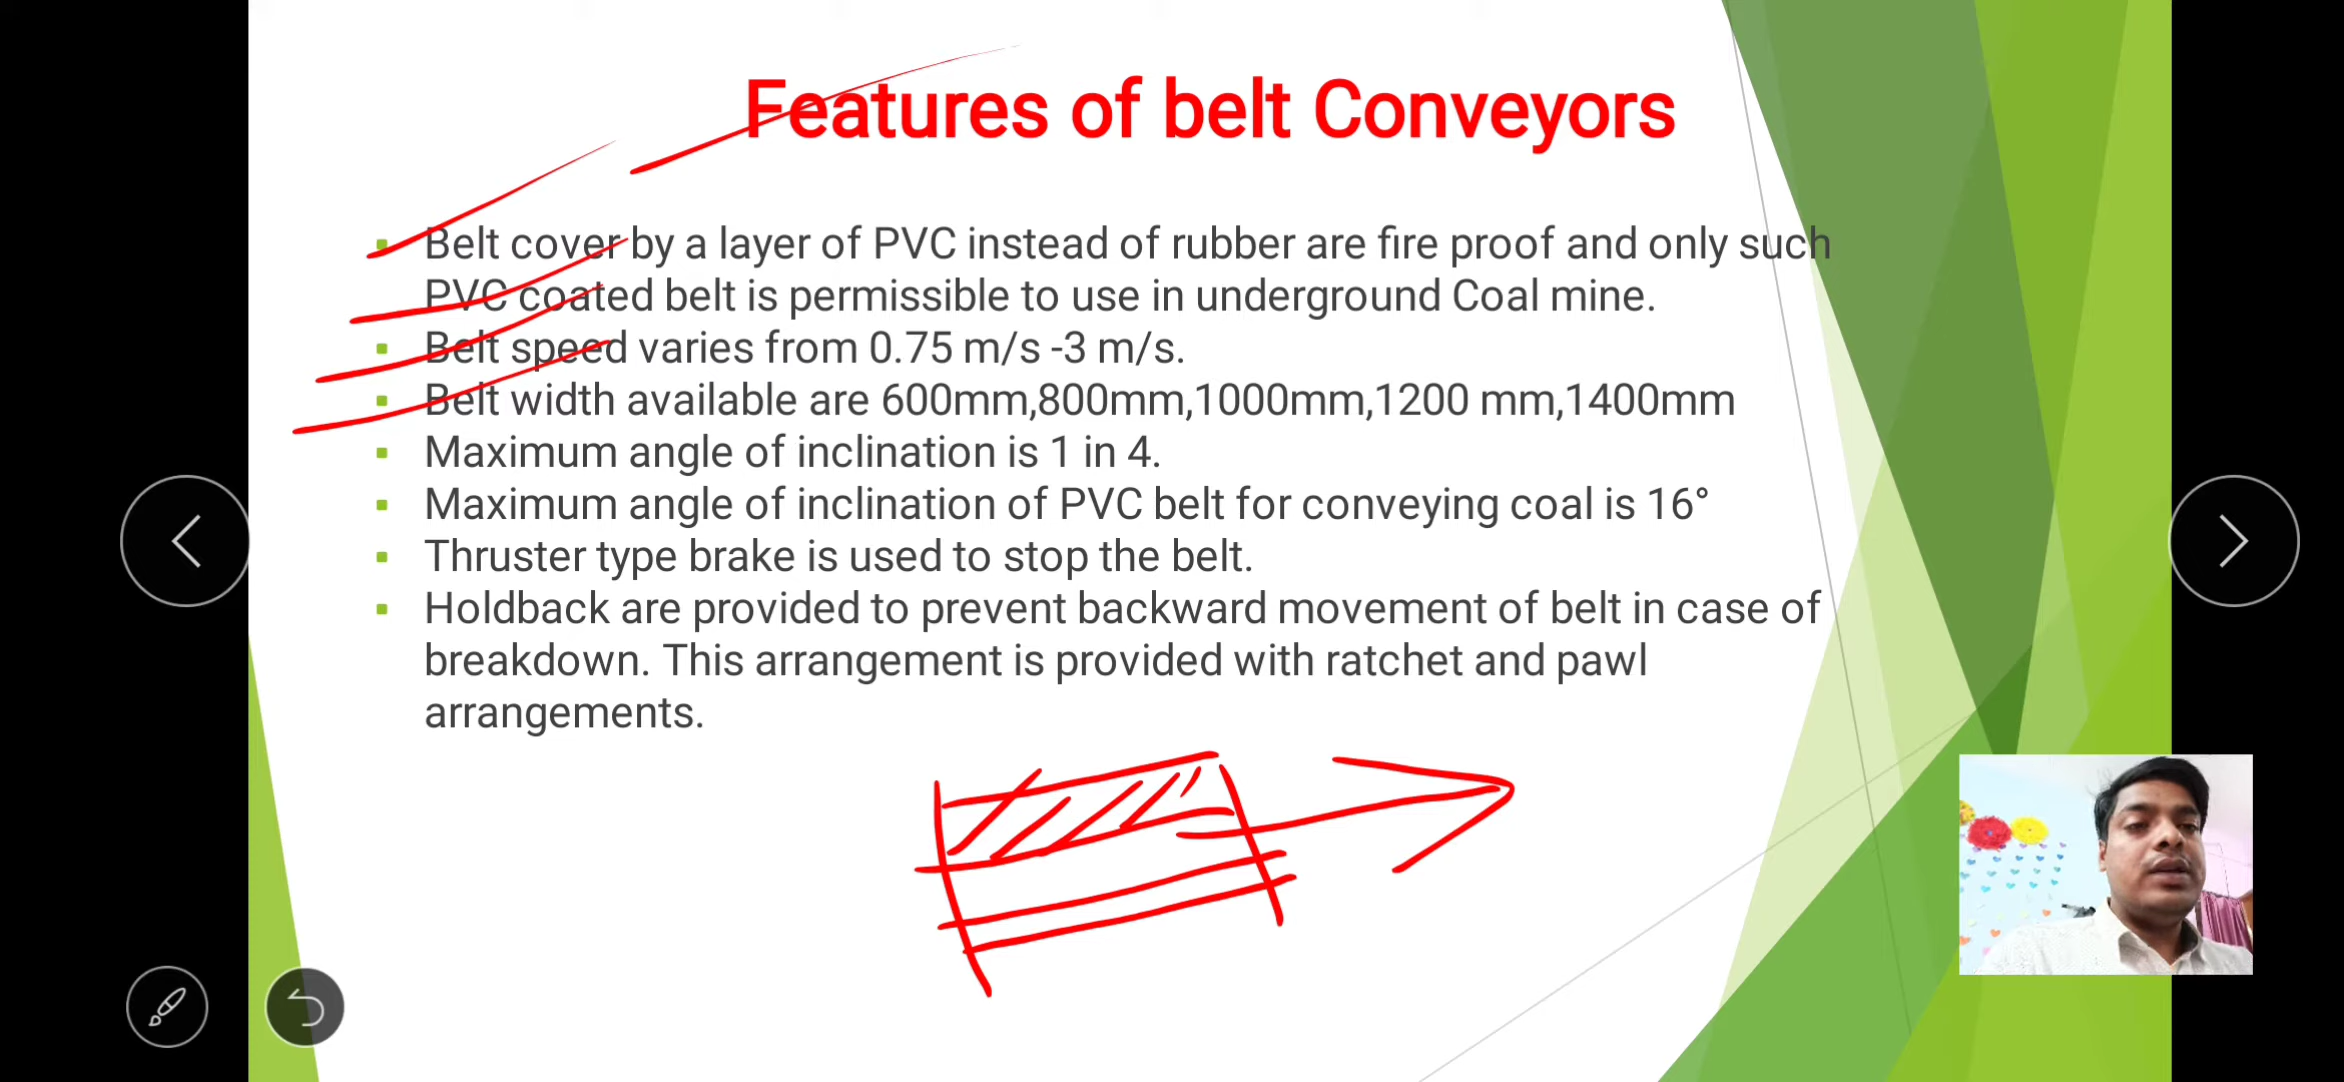 Features of belt Conveyors
Belt cover by a layer of PVC instead of rubber are fire proof and only such
PVC coated belt is permissible to use in underground Coal mine.
Belt speed varies from 0.75 m/s -3 m/s.
Belt width available are 600mm,800mm,1000mm,1200 mm,1400mm
Maximum angle of inclination is 1 in 4.
Maximum angle of inclination of PVC belt for conveying coal is 16°
Thruster type brake is used to stop the belt.
Holdback are provided to prevent backward movement of belt in case of
breakdown. This arrangement is provided with ratchet and pawl
arrangements.